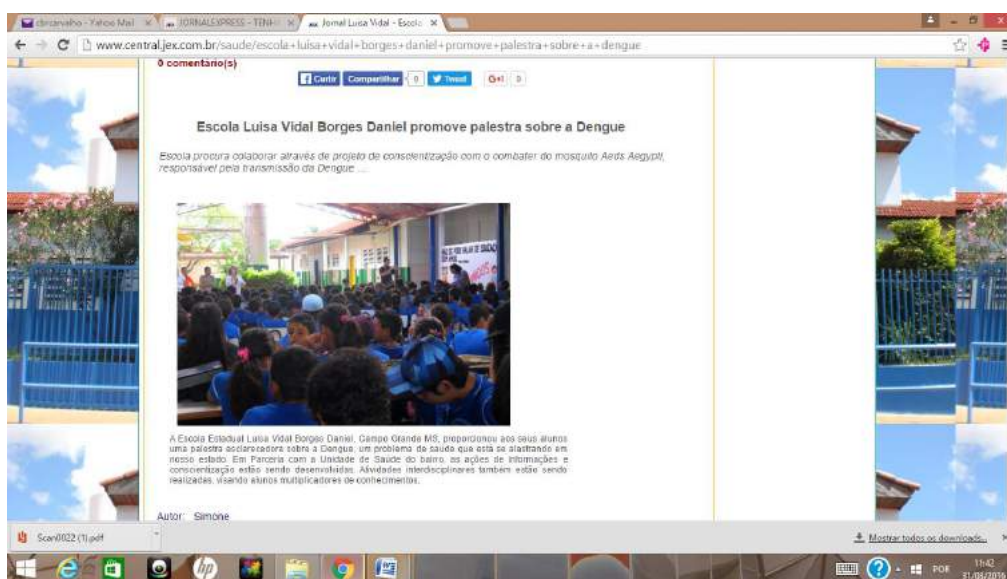 cbrcarvalho - Yahoo Mail
JORNALEXPRESS - TENH
Jornal Luisa Vidal - Escola
www.central.jex.com.br/saude/escola+luisa+vidal+borges+daniel+promove+palestra+sobre+a+dengue
0 comentário(s)
Curtir Compartilhar 0 Tweet G+1 0
Escola Luisa Vidal Borges Daniel promove palestra sobre a Dengue
Escola procura colaborar através de projeto de conscientização com o combater do mosquito Aeds Aegypti,
responsável pela transmissão da Dengue ...
A Escola Estadual Luisa Vidal Borges Daniel, Campo Grande MS, proporcionou aos seus alunos
uma palestra esclarecedora sobre a Dengue, um problema de saúde que está se alastrando em
nosso estado. Em Parceria com a Unidade de Saúde do bairro, as ações de informações e
conscientização estão sendo desenvolvidas. Atividades interdisciplinares também estão sendo
realizadas, visando alunos multiplicadores de conhecimentos.
Autor: Simone
Scan0022 (1).pdf
Mostrar todos os downloads...
hp
POR
11:42
31/03/2016